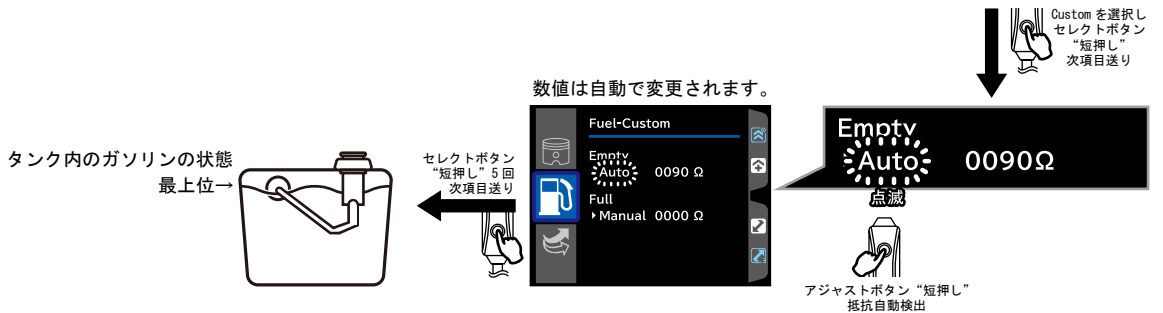 Custom を選択し
セレクトボタン
“短押し”
次項目送り
数値は自動で変更されます。
Fuel-Custom
Empty
Auto 0090 Ω
Full
▸Manual 0000 Ω
Empty
Auto 0090Ω
点滅
アジャストボタン“短押し”
抵抗自動検出
セレクトボタン
“短押し”5回
次項目送り
タンク内のガソリンの状態
最上位→